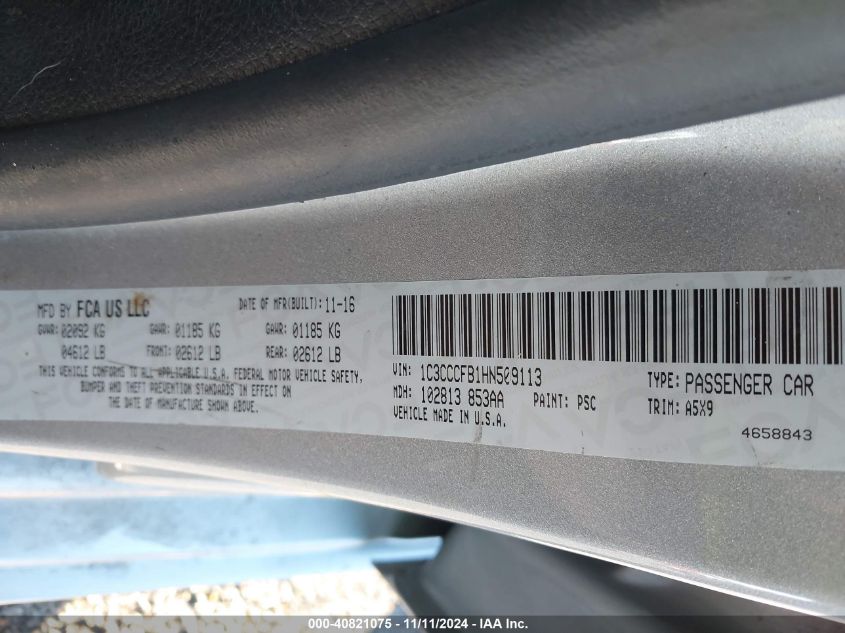 MFD BY FCA US LLC DATE OF MFR(BUILT): 11-16
GVWR: 02092 KG GAWR: 01185 KG GAWR: 01185 KG
04612 LB FRONT: 02612 LB REAR: 02612 LB
THIS VEHICLE CONFORMS TO ALL APPLICABLE U.S.A. FEDERAL MOTOR VEHICLE SAFETY,
BUMPER AND THEFT PREVENTION STANDARDS IN EFFECT ON
THE DATE OF MANUFACTURE SHOWN ABOVE.
VIN: 1C3CCCFB1HN509113 TYPE: PASSENGER CAR
MDH: 102813 853AA PAINT: PSC TRIM: A5X9
VEHICLE MADE IN U.S.A.
4658843
000-40821075 - 11/11/2024 - IAA Inc.